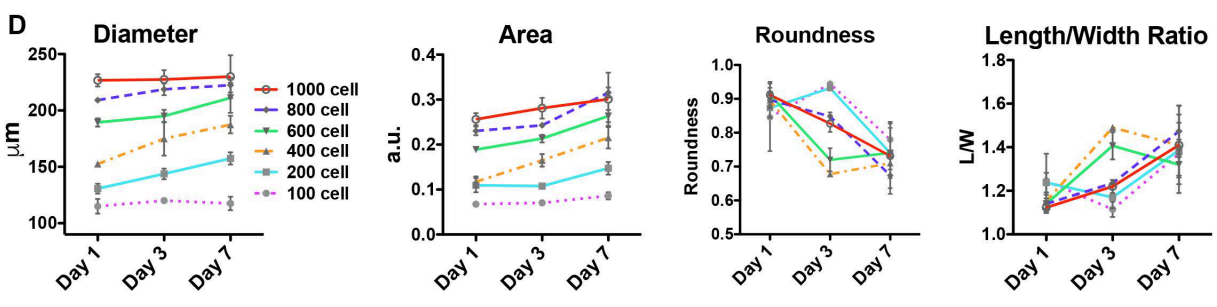 D
Diameter
μm
250
200
150
100
Day 1
Day 3
Day 7
1000 cell
800 cell
600 cell
400 cell
200 cell
100 cell
Area
a.u.
0.4
0.3
0.2
0.1
0.0
Day 1
Day 3
Day 7
Roundness
Roundness
1.0
0.9
0.8
0.7
0.6
0.5
Day 1
Day 3
Day 7
Length/Width Ratio
L/W
1.8
1.6
1.4
1.2
1.0
Day 1
Day 3
Day 7